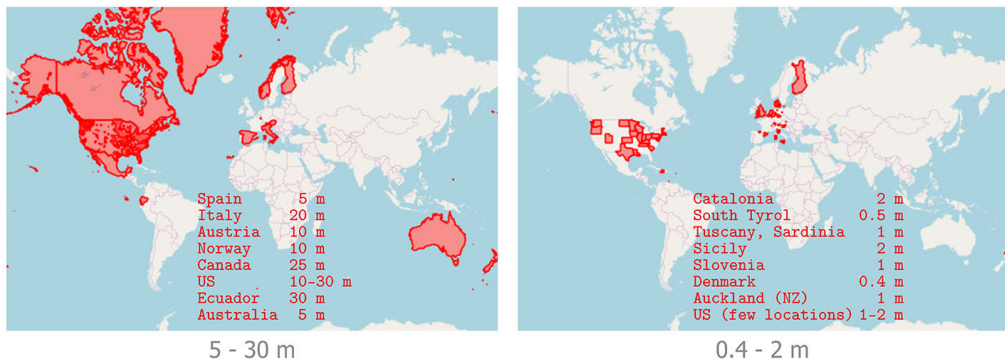 Spain 5 m
Italy 20 m
Austria 10 m
Norway 10 m
Canada 25 m
US 10-30 m
Ecuador 30 m
Australia 5 m
5 - 30 m
Catalonia 2 m
South Tyrol 0.5 m
Tuscany, Sardinia 1 m
Sicily 2 m
Slovenia 1 m
Denmark 0.4 m
Auckland (NZ) 1 m
US (few locations) 1-2 m
0.4 - 2 m